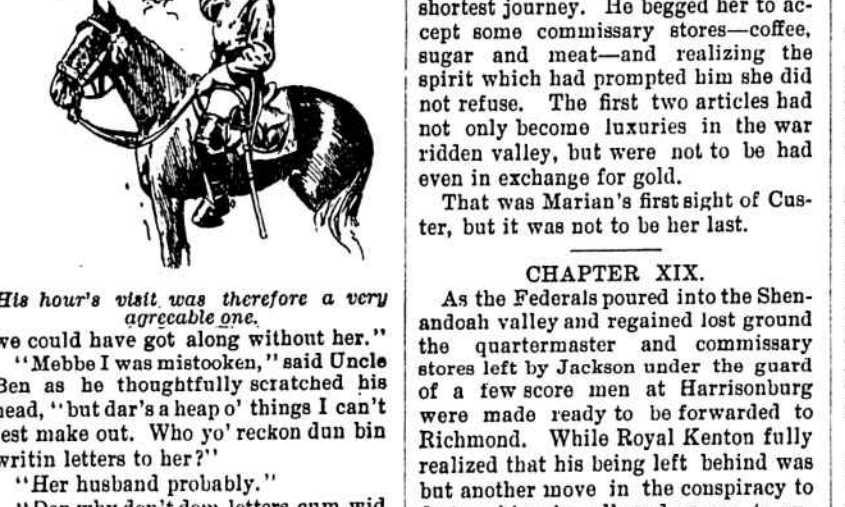 His hour's visit was therefore a very
agreeable one.
we could have got along without her."
"Mebbe I was mistooken," said Uncle
Ben as he thoughtfully scratched his
head, "but dar's a heap o' things I can't
jest make out. Who yo' reckon dun bin
writin letters to her?"
"Her husband probably."
"Den why don't dem letters cum wid
shortest journey. He begged her to ac-
cept some commissary stores—coffee,
sugar and meat—and realizing the
spirit which had prompted him she did
not refuse. The first two articles had
not only become luxuries in the war
ridden valley, but were not to be had
even in exchange for gold.
That was Marian's first sight of Cus-
ter, but it was not to be her last.
CHAPTER XIX.
As the Federals poured into the Shen-
andoah valley and regained lost ground
the quartermaster and commissary
stores left by Jackson under the guard
of a few score men at Harrisonburg
were made ready to be forwarded to
Richmond. While Royal Kenton fully
realized that his being left behind was
but another move in the conspiracy to